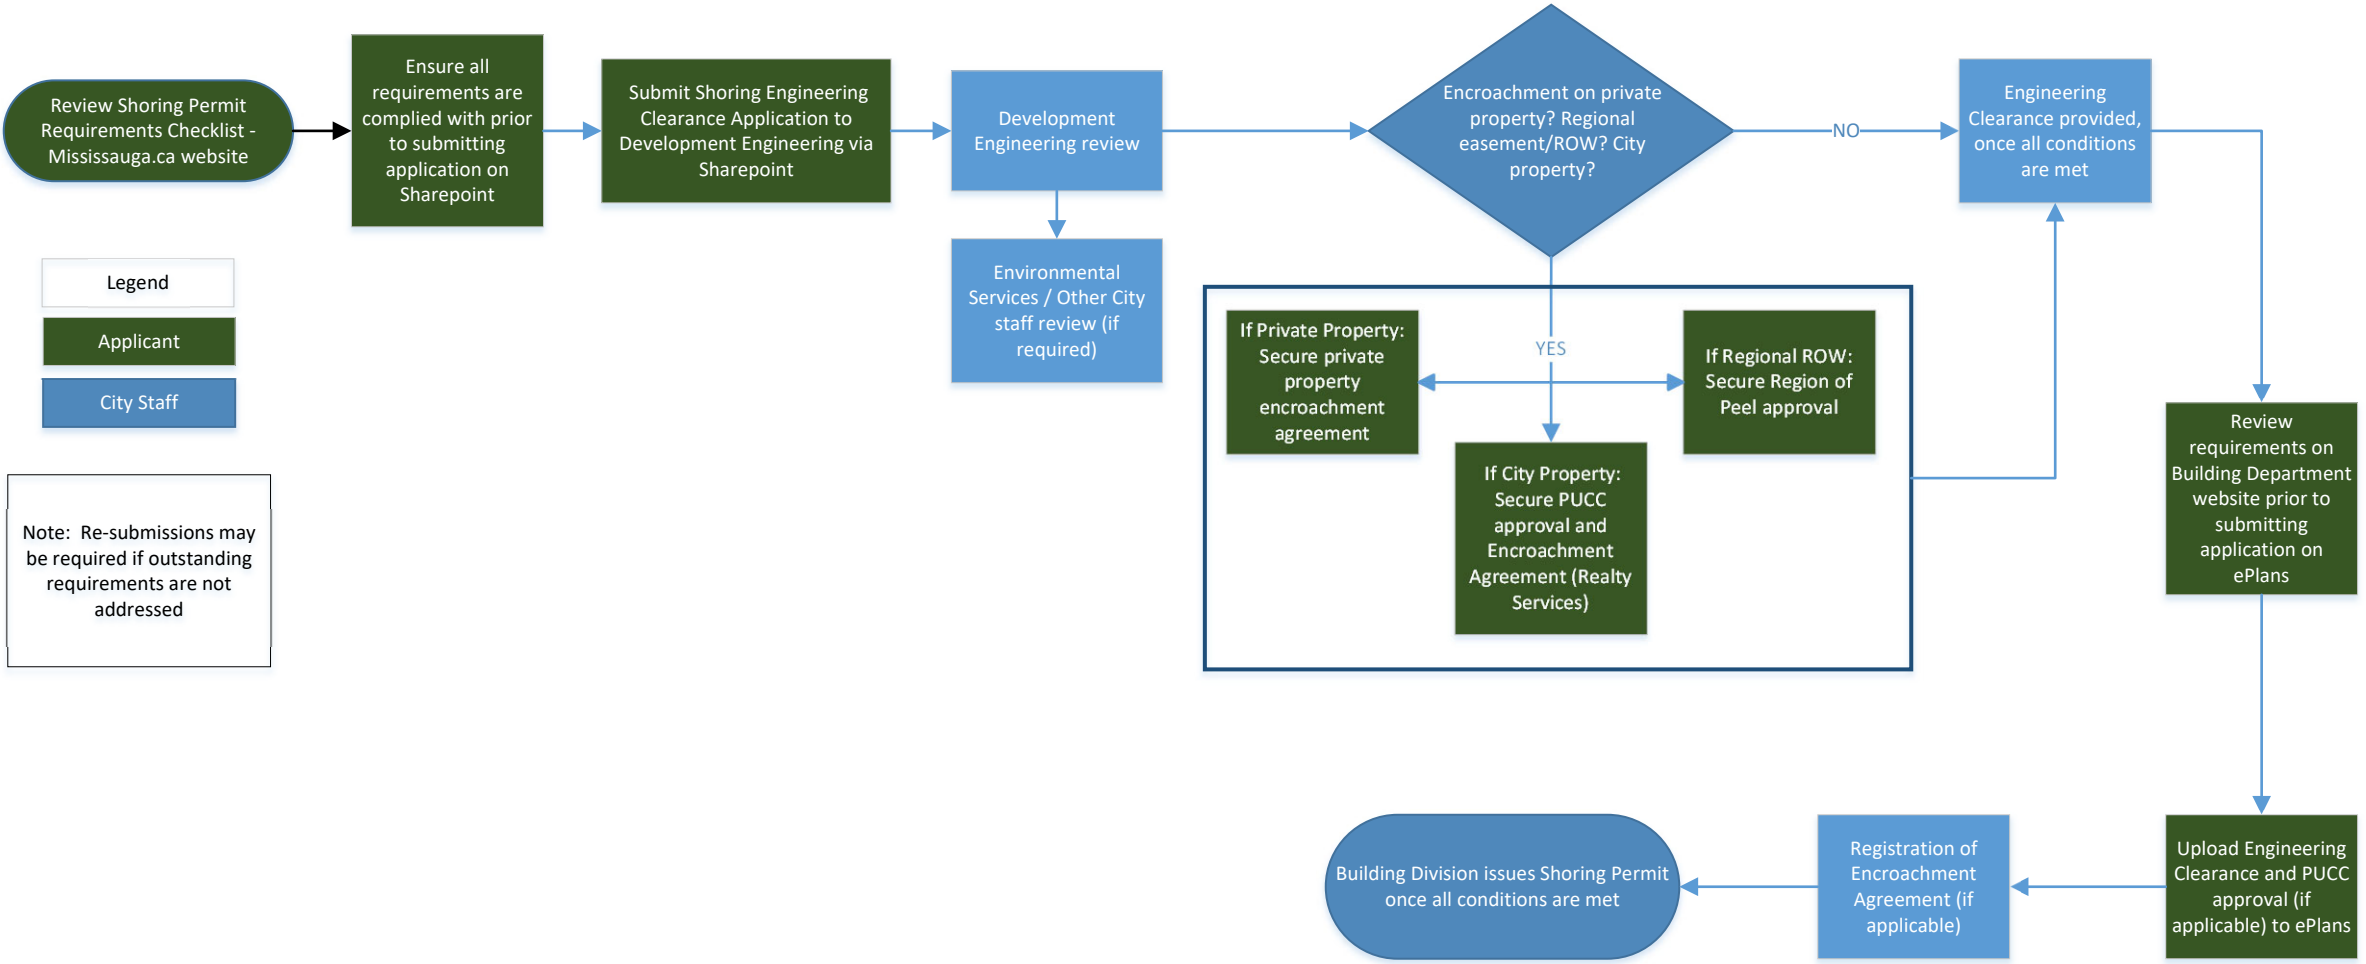 Review Shoring Permit
Requirements Checklist -
Mississauga.ca website
Ensure all
requirements are
complied with prior
to submitting
application on
Sharepoint
Submit Shoring Engineering
Clearance Application to
Development Engineering via
Sharepoint
Development
Engineering review
Environmental
Services / Other City
staff review (if
required)
Encroachment on private
property? Regional
easement/ROW? City
property?
NO
Engineering
Clearance provided,
once all conditions
are met
YES
If Private Property:
Secure private
property
encroachment
agreement
If Regional ROW:
Secure Region of
Peel approval
If City Property:
Secure PUCC
approval and
Encroachment
Agreement (Realty
Services)
Review
requirements on
Building Department
website prior to
submitting
application on
ePlans
Upload Engineering
Clearance and PUCC
approval (if
applicable) to ePlans
Registration of
Encroachment
Agreement (if
applicable)
Building Division issues Shoring Permit
once all conditions are met
Legend
Applicant
City Staff
Note:  Re-submissions may
be required if outstanding
requirements are not
addressed